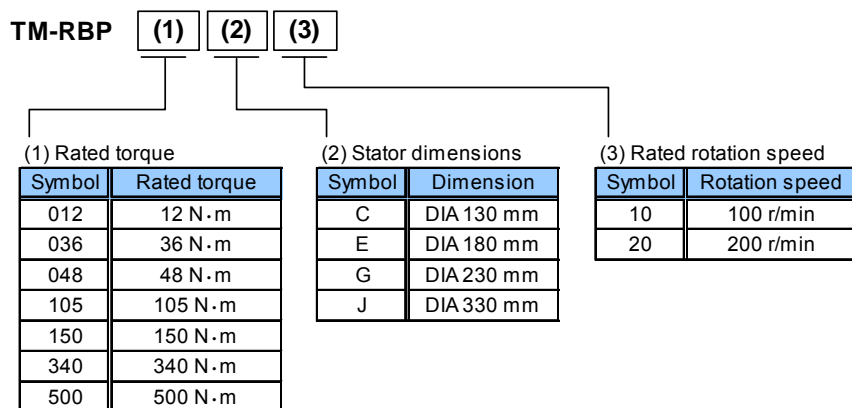 TM-RBP (1) (2) (3)
(1) Rated torque
Symbol Rated torque
012 12 N·m
036 36 N·m
048 48 N·m
105 105 N·m
150 150 N·m
340 340 N·m
500 500 N·m
(2) Stator dimensions
Symbol Dimension
C DIA 130 mm
E DIA 180 mm
G DIA 230 mm
J DIA 330 mm
(3) Rated rotation speed
Symbol Rotation speed
10 100 r/min
20 200 r/min